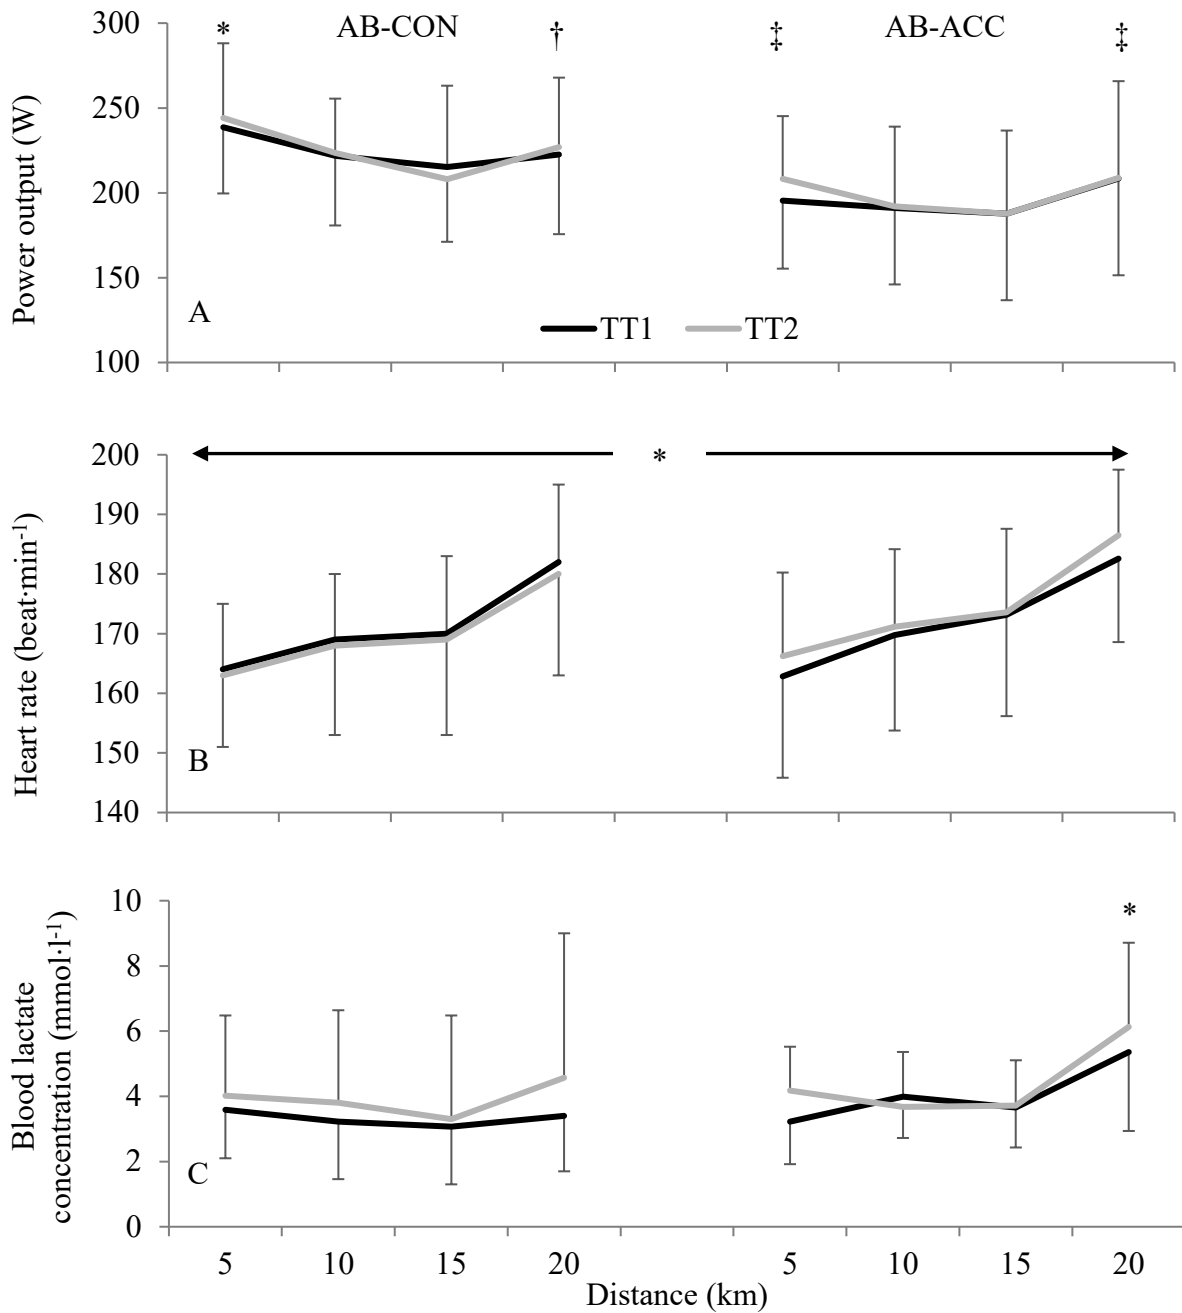 300
250
200
150
100
Power output (W)
* AB-CON † ‡ AB-ACC ‡
A
TT1 TT2
200
190
180
170
160
150
140
Heart rate (beat·min⁻¹)
*
B
10
8
6
4
2
0
Blood lactate
concentration (mmol·l⁻¹)
*
C
5 10 15 20 5 10 15 20
Distance (km)